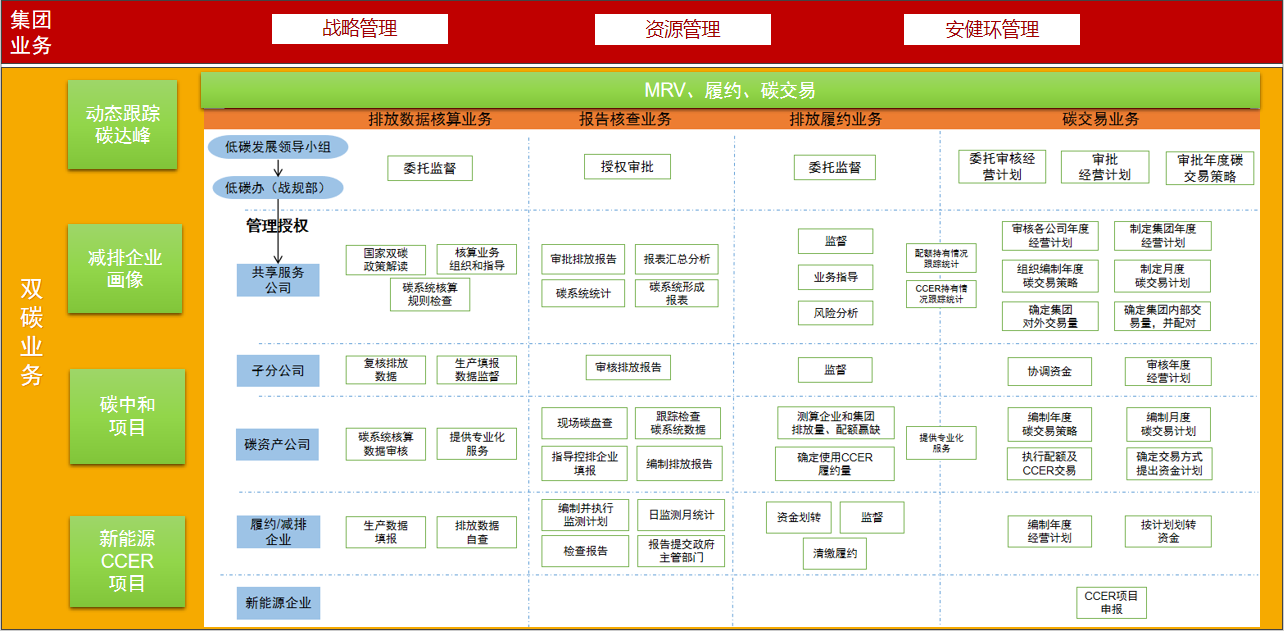 集团
业务
战略管理
资源管理
安健环管理
双
碳
业
务
动态跟踪
碳达峰
减排企业
画像
碳中和
项目
新能源
CCER
项目
MRV、履约、碳交易
排放数据核算业务
报告核查业务
排放履约业务
碳交易业务
低碳发展领导小组
低碳办（战规部）
委托监督
授权审批
委托监督
委托审核经
营计划
审批
经营计划
审批年度碳
交易策略
管理授权
共享服务
公司
国家双碳
政策解读
核算业务
组织和指导
碳系统核算
规则检查
审批排放报告
报表汇总分析
碳系统统计
碳系统形成
报表
监督
业务指导
风险分析
配额持有情况
跟踪统计
CCER持有情
况跟踪统计
审核各公司年度
经营计划
制定集团年度
经营计划
组织编制年度
碳交易策略
制定月度
碳交易计划
确定集团
对外交易量
确定集团内部交
易量，并配对
子分公司
复核排放
数据
生产填报
数据监督
审核排放报告
监督
协调资金
审核年度
经营计划
碳资产公司
碳系统核算
数据审核
提供专业化
服务
现场碳盘查
跟踪检查
碳系统数据
指导控排企业
填报
编制排放报告
测算企业和集团
排放量、配额赢缺
确定使用CCER
履约量
提供专业化
服务
编制年度
碳交易策略
编制月度
碳交易计划
执行配额及
CCER交易
确定交易方式
提出资金计划
履约/减排
企业
生产数据
填报
排放数据
自查
编制并执行
监测计划
日监测月统计
检查报告
报告提交政府
主管部门
资金划转
监督
清缴履约
编制年度
经营计划
按计划划转
资金
新能源企业
CCER项目
申报